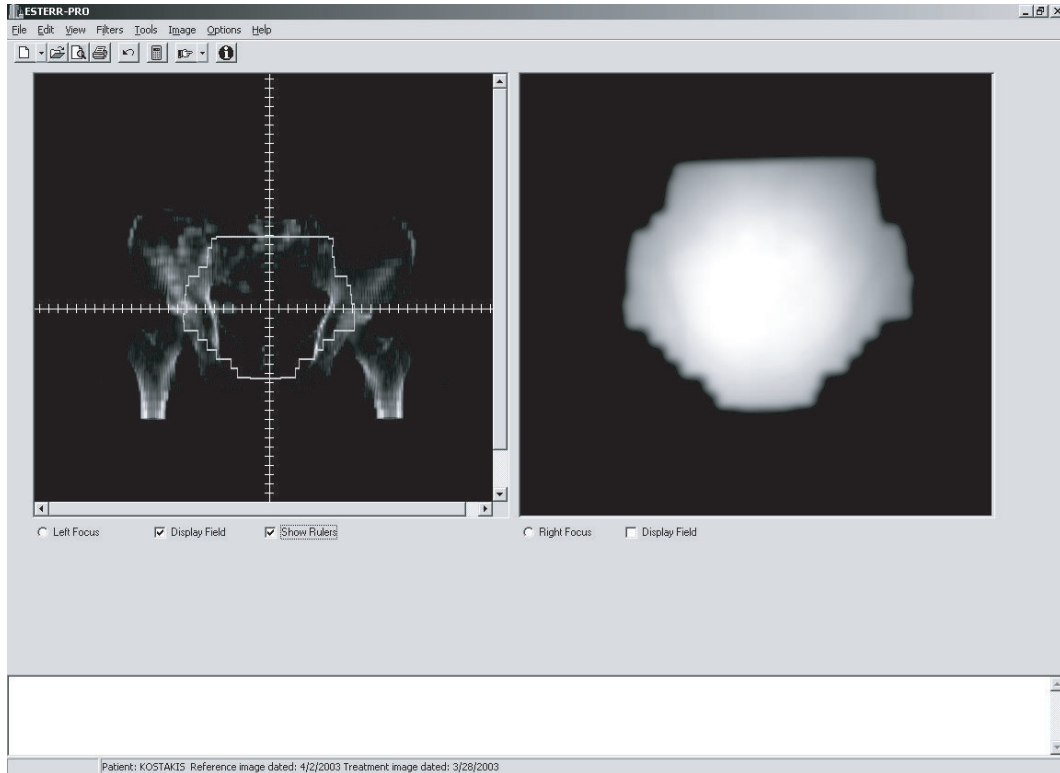 ESTERR-PRO
File Edit View Filters Tools Image Options Help
Left Focus Display Field Show Rulers Right Focus Display Field
Patient: KOSTAKIS Reference image dated: 4/2/2003 Treatment image dated: 3/28/2003